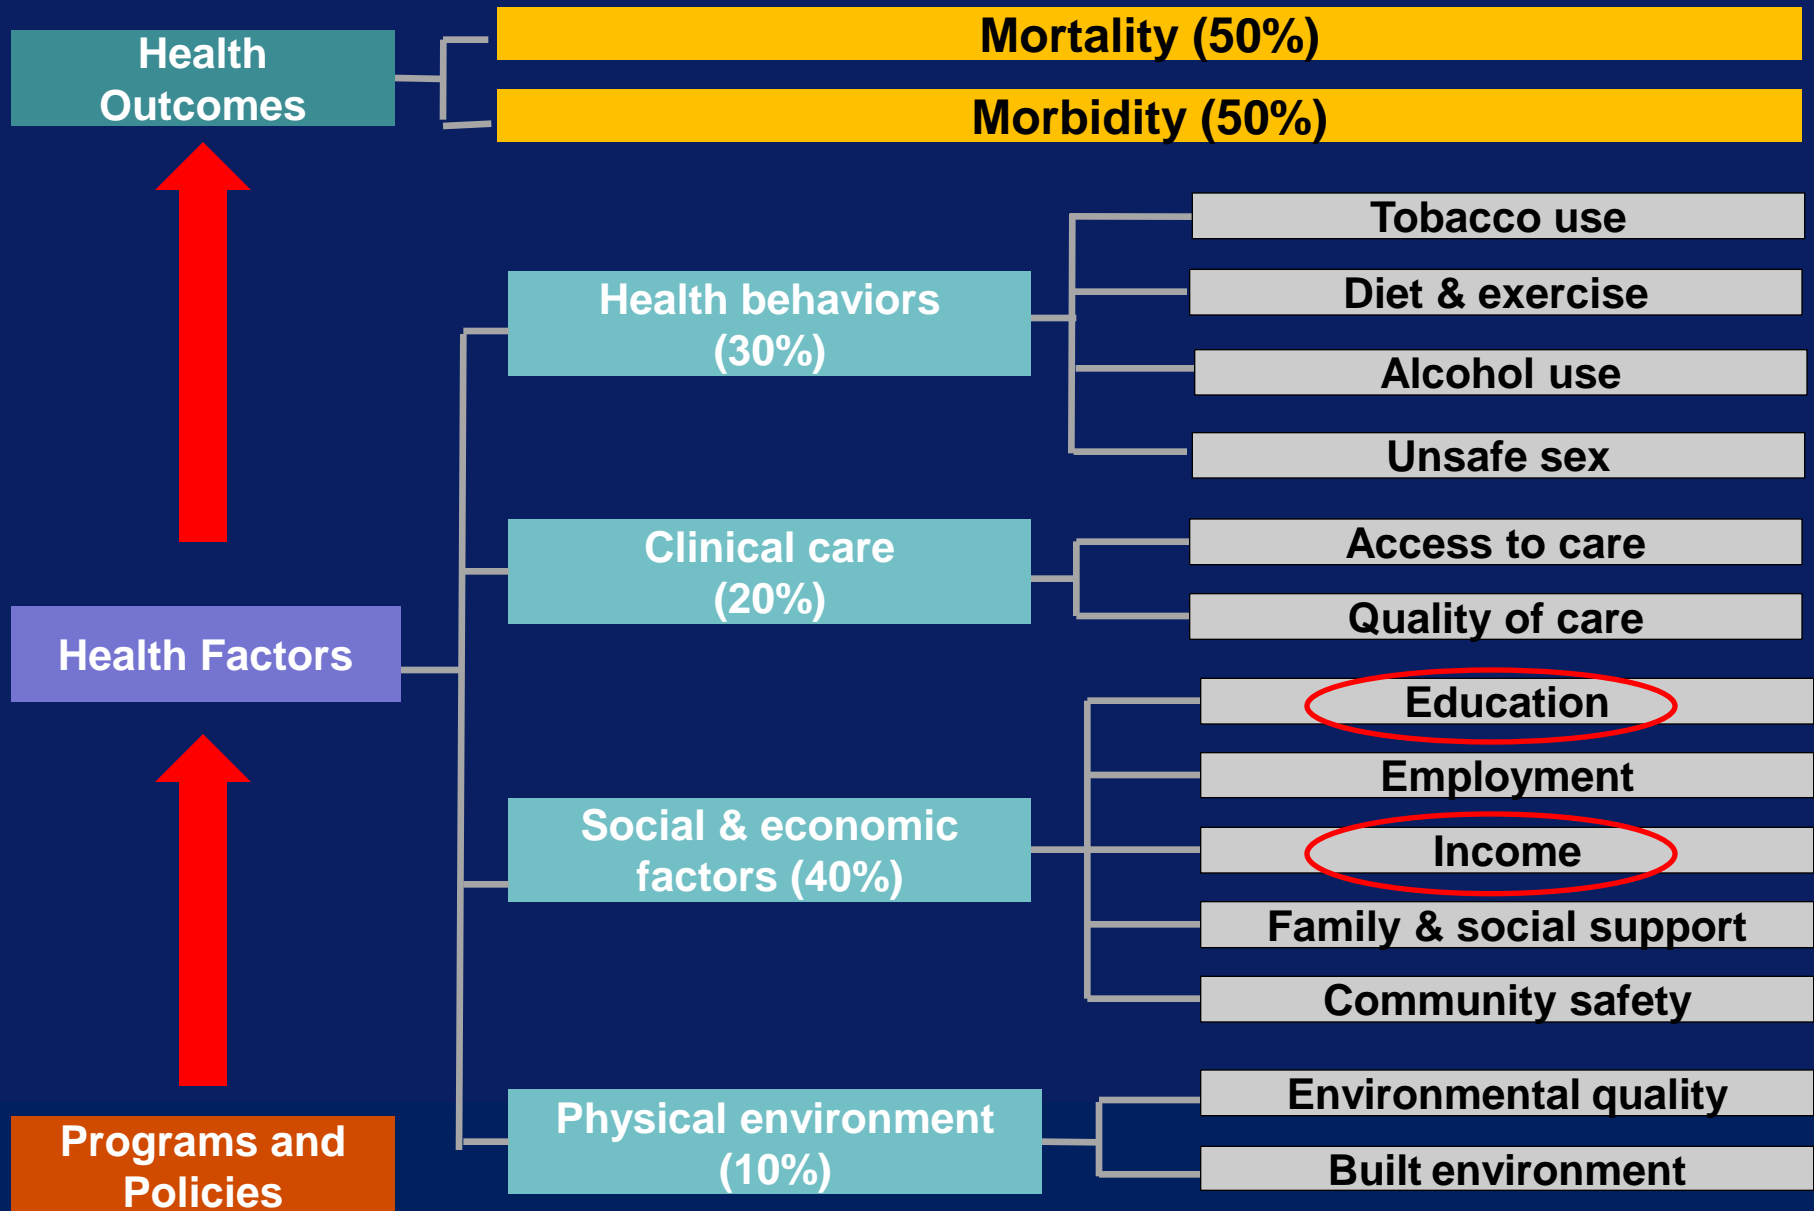 Health
Outcomes
Mortality (50%)
Morbidity (50%)
Health Factors
Health behaviors
(30%)
Tobacco use
Diet & exercise
Alcohol use
Unsafe sex
Clinical care
(20%)
Access to care
Quality of care
Social & economic
factors (40%)
Education
Employment
Income
Family & social support
Community safety
Physical environment
(10%)
Environmental quality
Built environment
Programs and
Policies